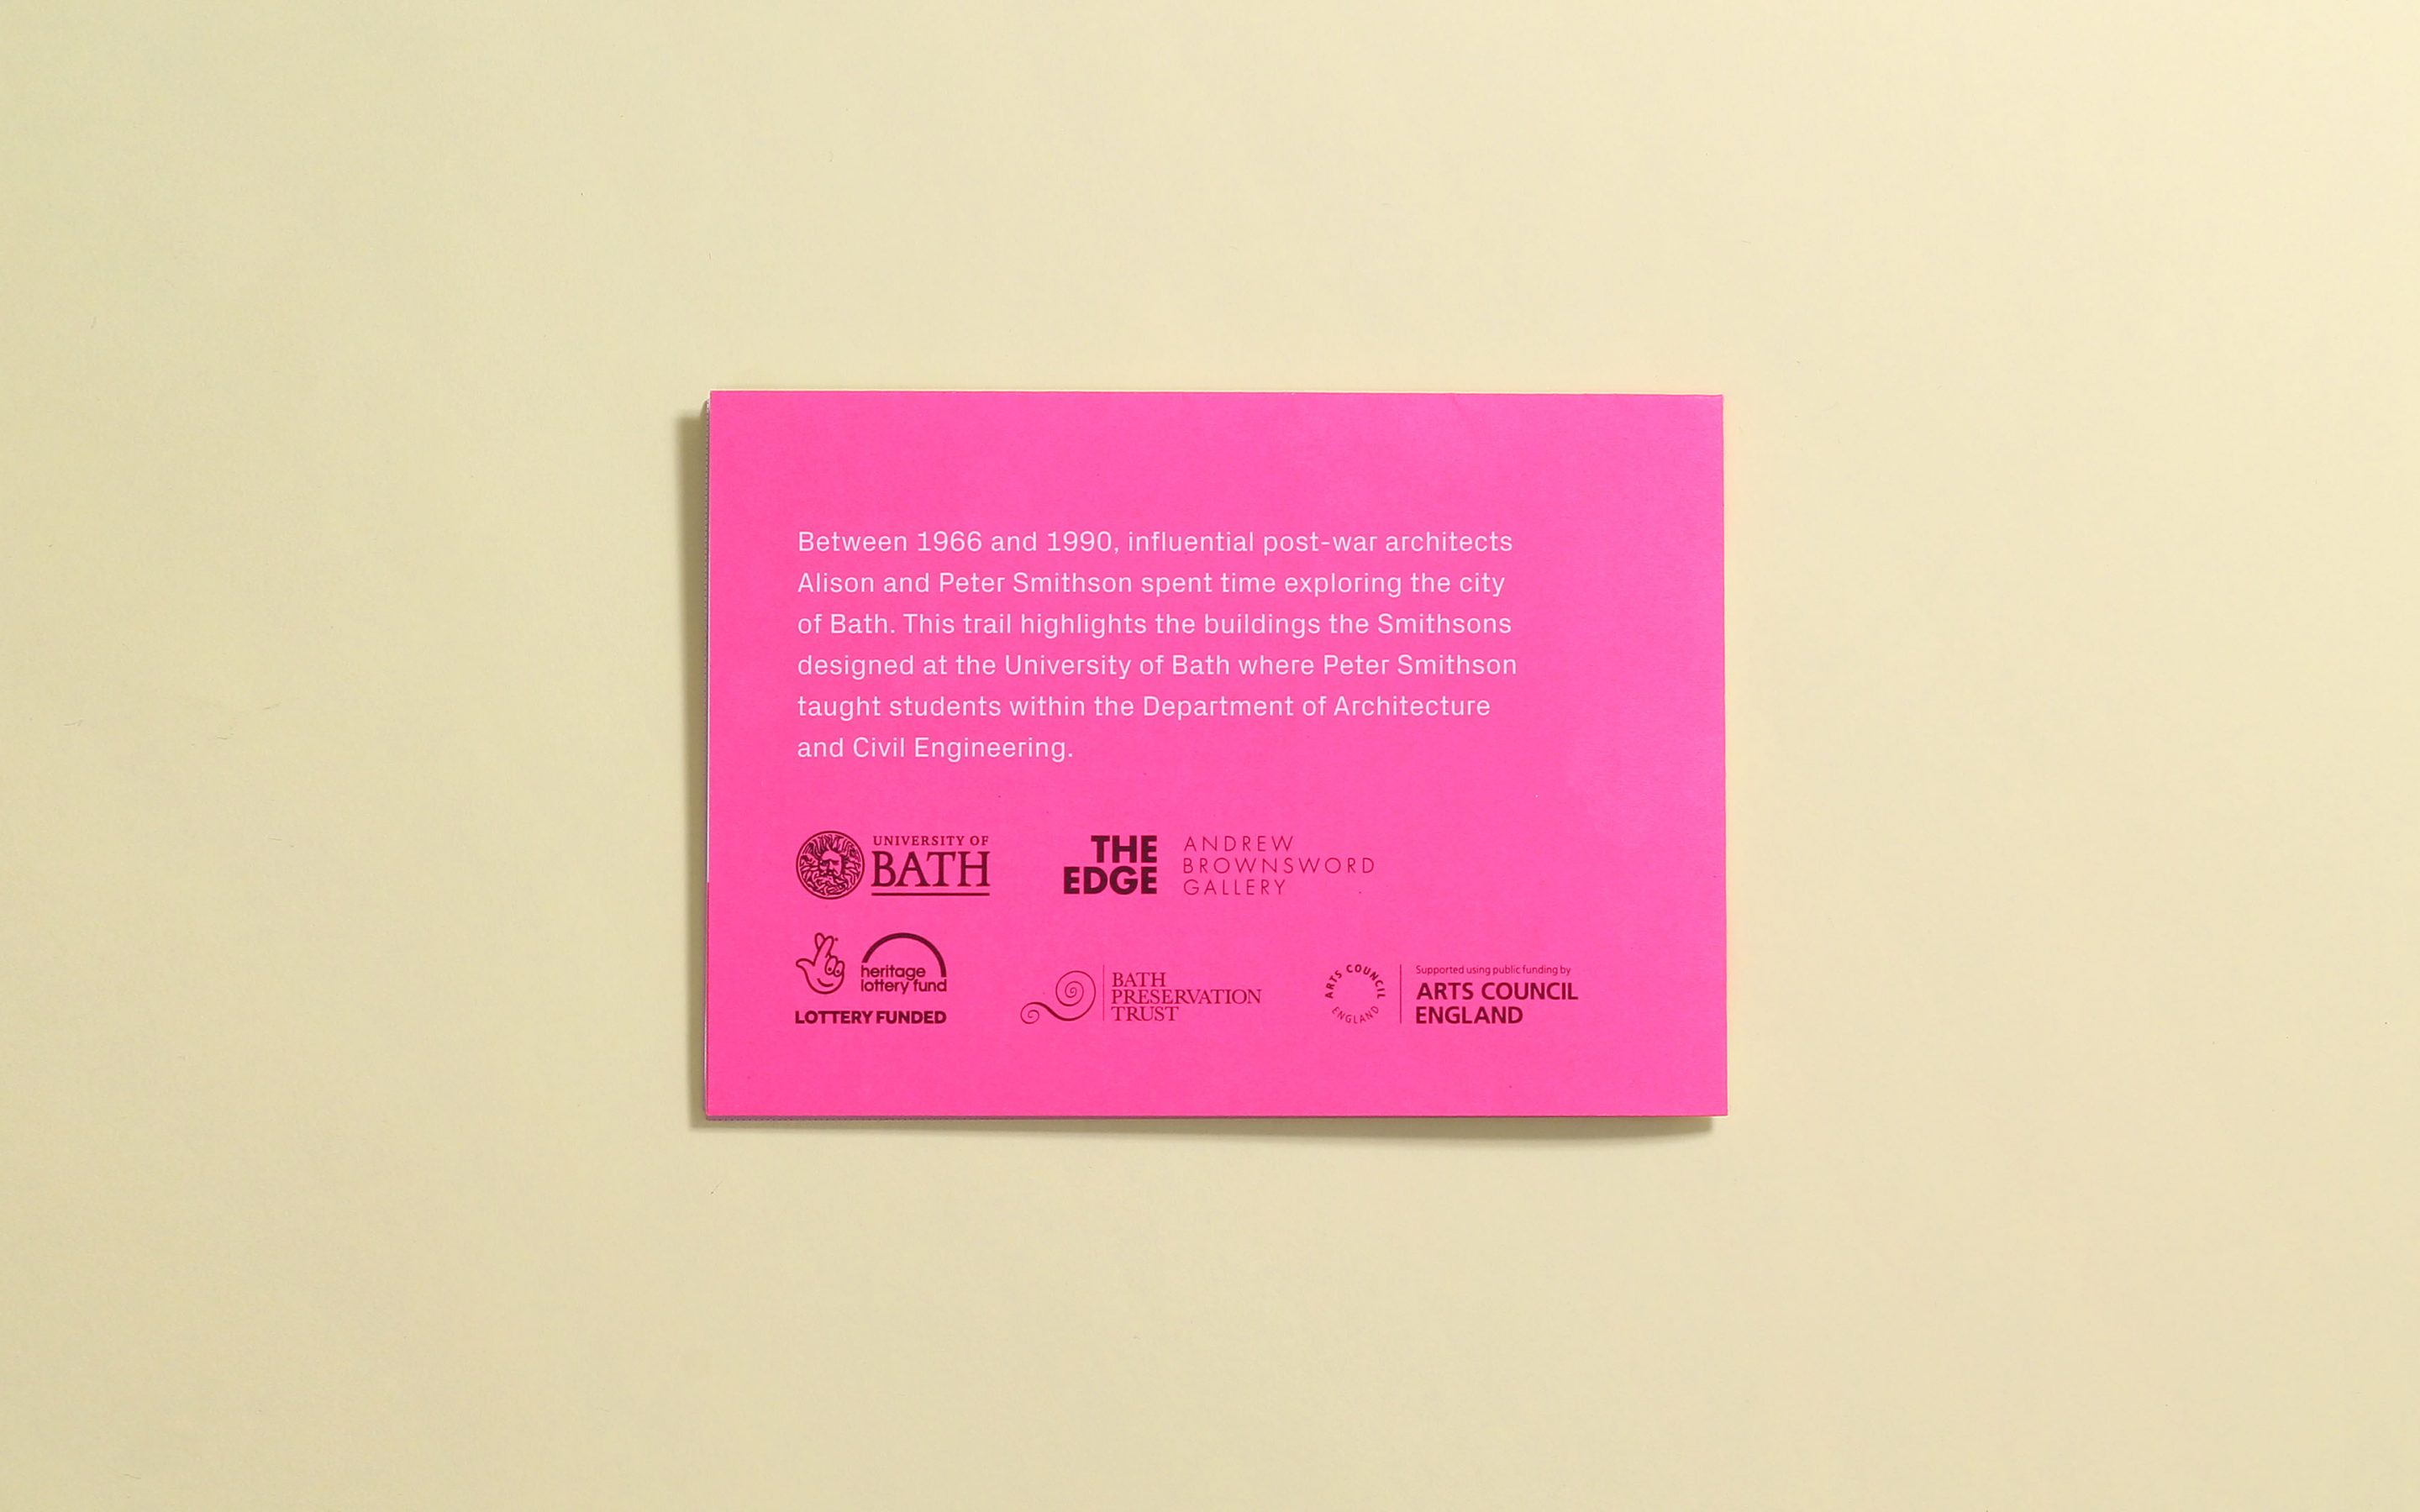 Between 1966 and 1990, influential post-war architects
Alison and Peter Smithson spent time exploring the city
of Bath. This trail highlights the buildings the Smithsons
designed at the University of Bath where Peter Smithson
taught students within the Department of Architecture
and Civil Engineering.
UNIVERSITY OF
BATH
THE
EDGE
ANDREW
BROWNSWORD
GALLERY
heritage
lottery fund
LOTTERY FUNDED
BATH
PRESERVATION
TRUST
ARTS COUNCIL
ENGLAND
Supported using public funding by
ARTS COUNCIL
ENGLAND